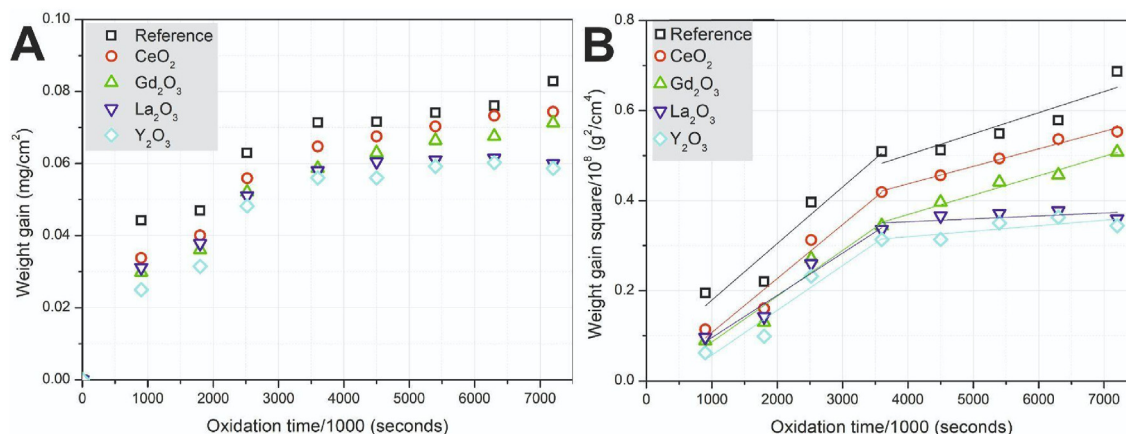 A
Reference
CeO₂
Gd₂O₃
La₂O₃
Y₂O₃
Weight gain (mg/cm²)
0.10
0.08
0.06
0.04
0.02
0.00
0 1000 2000 3000 4000 5000 6000 7000
Oxidation time/1000 (seconds)
B
Reference
CeO₂
Gd₂O₃
La₂O₃
Y₂O₃
Weight gain square/10⁸ (g²/cm⁴)
0.8
0.6
0.4
0.2
0.0
0 1000 2000 3000 4000 5000 6000 7000
Oxidation time/1000 (seconds)